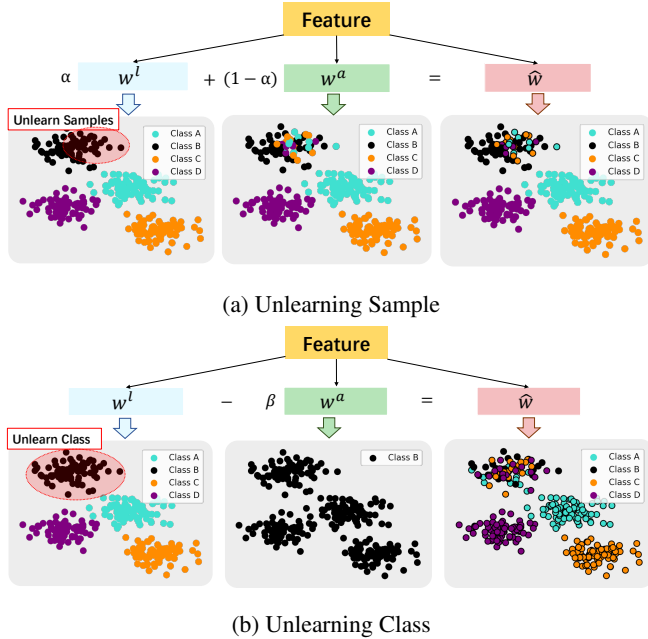 Feature
α w^l + (1 − α) w^a = ŵ
Unlearn Samples
Class A
Class B
Class C
Class D
Class A
Class B
Class C
Class D
Class A
Class B
Class C
Class D
(a) Unlearning Sample
Feature
w^l − β w^a = ŵ
Unlearn Class
Class A
Class B
Class C
Class D
Class B
Class A
Class B
Class C
Class D
(b) Unlearning Class